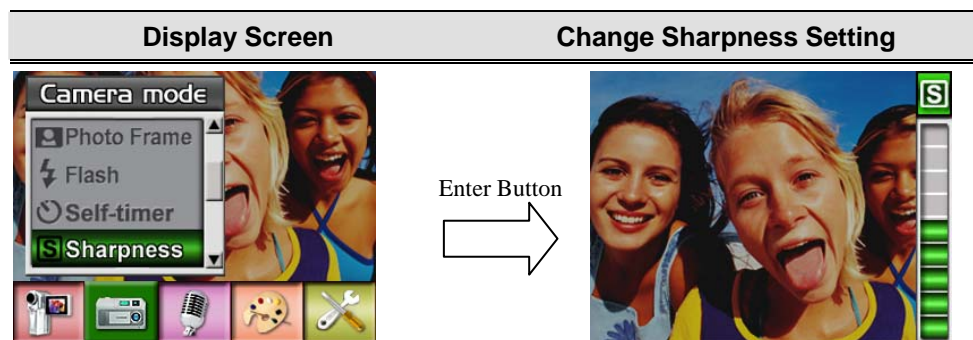 Display Screen
Change Sharpness Setting
Camera mode
Photo Frame
Flash
Self-timer
S Sharpness
Enter Button
S